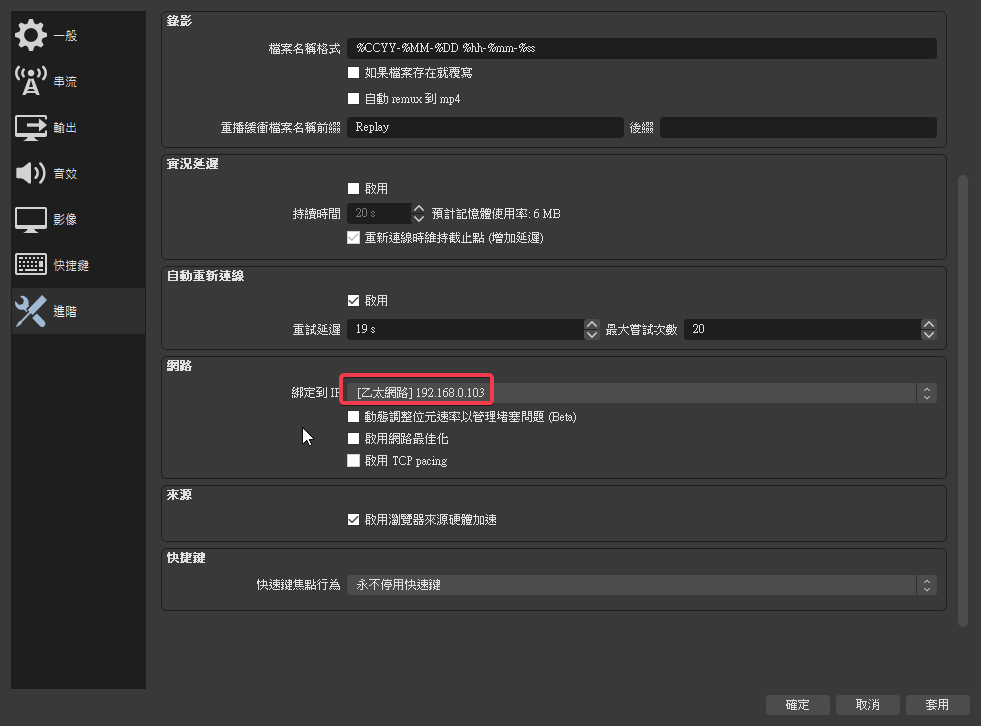 一般
串流
輸出
音效
影像
快捷鍵
進階
錄影
檔案名稱格式 %CCYY-%MM-%DD %hh-%mm-%ss
如果檔案存在就覆寫
自動 remux 到 mp4
重播緩衝檔案名稱前綴 Replay 後綴
實況延遲
啟用
持續時間 20 s 預計記憶體使用率: 6 MB
重新連線時維持截止點 (增加延遲)
自動重新連線
啟用
重試延遲 19 s 最大嘗試次數 20
網路
綁定到 IP [乙太網路] 192.168.0.103
動態調整位元速率以管理堵塞問題 (Beta)
啟用網路最佳化
啟用 TCP pacing
來源
啟用瀏覽器來源硬體加速
快捷鍵
快速鍵焦點行為 永不停用快速鍵
確定 取消 套用